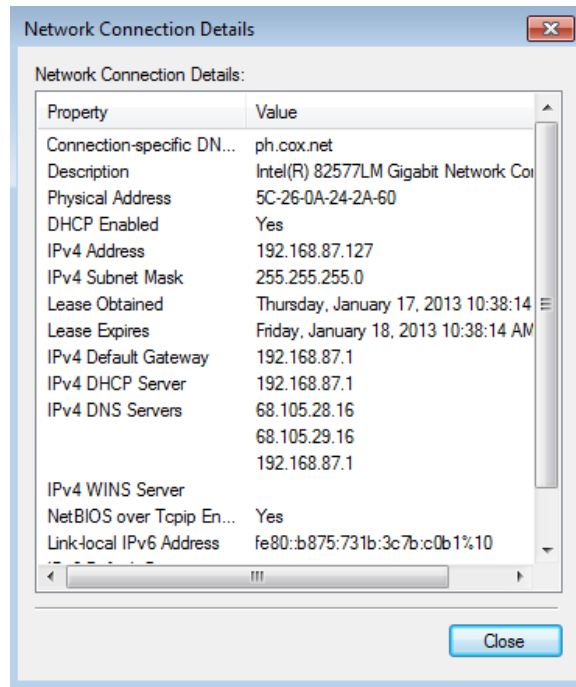 Network Connection Details
Network Connection Details:
Property Value
Connection-specific DN... ph.cox.net
Description Intel(R) 82577LM Gigabit Network Cor
Physical Address 5C-26-0A-24-2A-60
DHCP Enabled Yes
IPv4 Address 192.168.87.127
IPv4 Subnet Mask 255.255.255.0
Lease Obtained Thursday, January 17, 2013 10:38:14
Lease Expires Friday, January 18, 2013 10:38:14 AM
IPv4 Default Gateway 192.168.87.1
IPv4 DHCP Server 192.168.87.1
IPv4 DNS Servers 68.105.28.16
68.105.29.16
192.168.87.1
IPv4 WINS Server
NetBIOS over Tcpip En... Yes
Link-local IPv6 Address fe80::b875:731b:3c7b:c0b1%10
Close